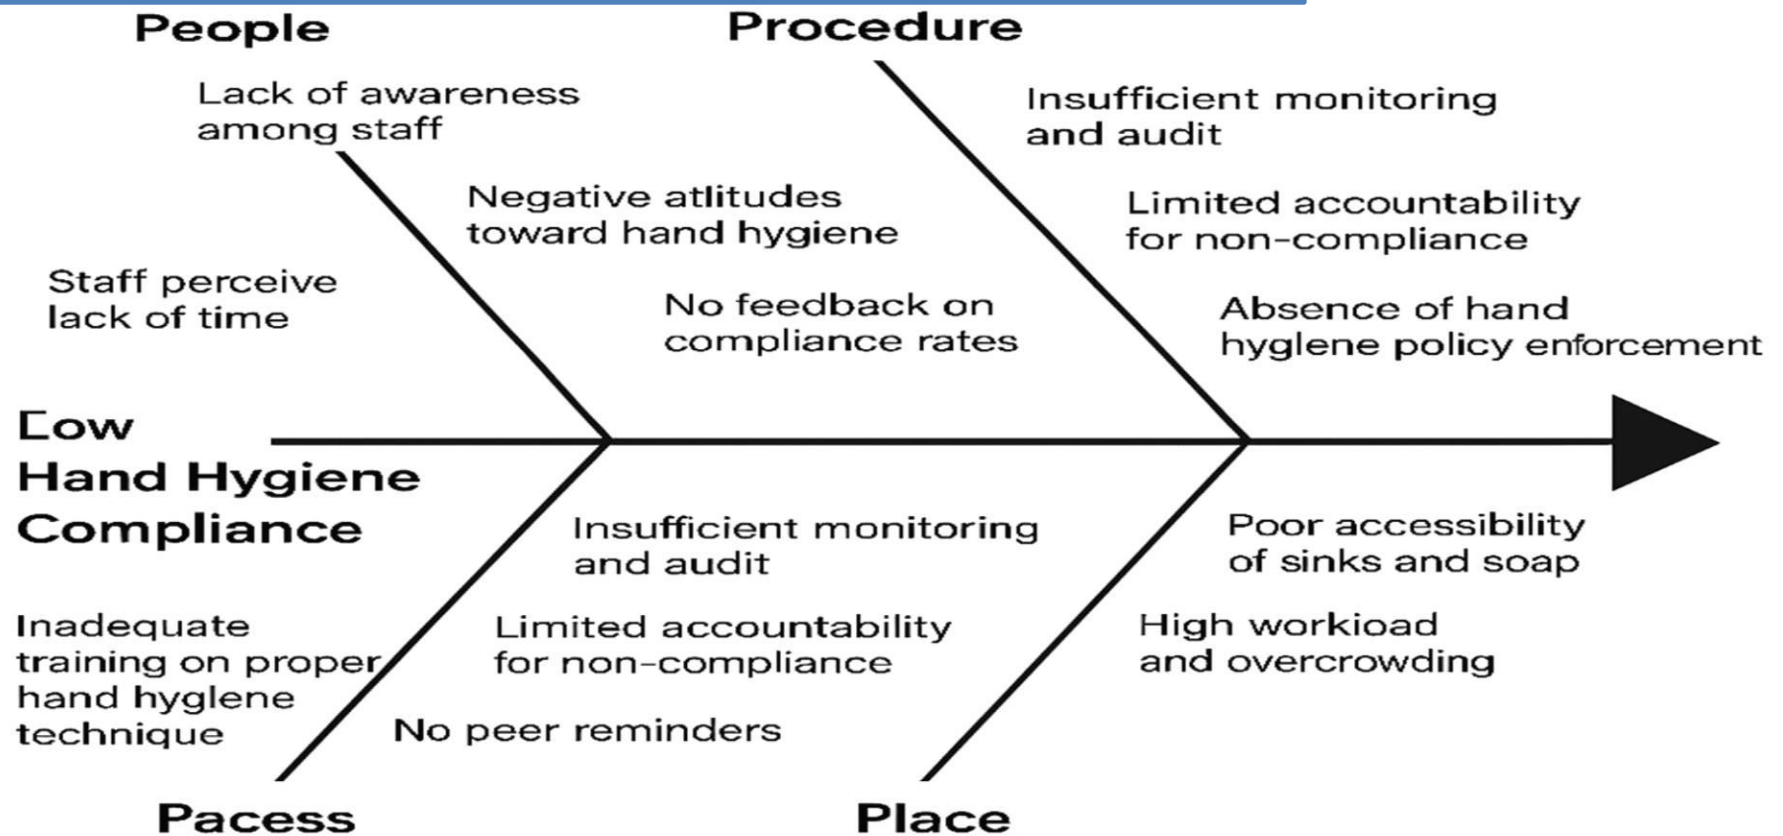 People
Procedure
Lack of awareness
among staff
Insufficient monitoring
and audit
Negative atlitudes
toward hand hygiene
Limited accountability
for non-compliance
Staff perceive
lack of time
No feedback on
compliance rates
Absence of hand
hyglene policy enforcement
Low
Hand Hygiene
Compliance
Insufficient monitoring
and audit
Poor accessibility
of sinks and soap
Inadequate
training on proper
hand hyglene
technique
Limited accountability
for non-compliance
High workioad
and overcrowding
No peer reminders
Pacess
Place